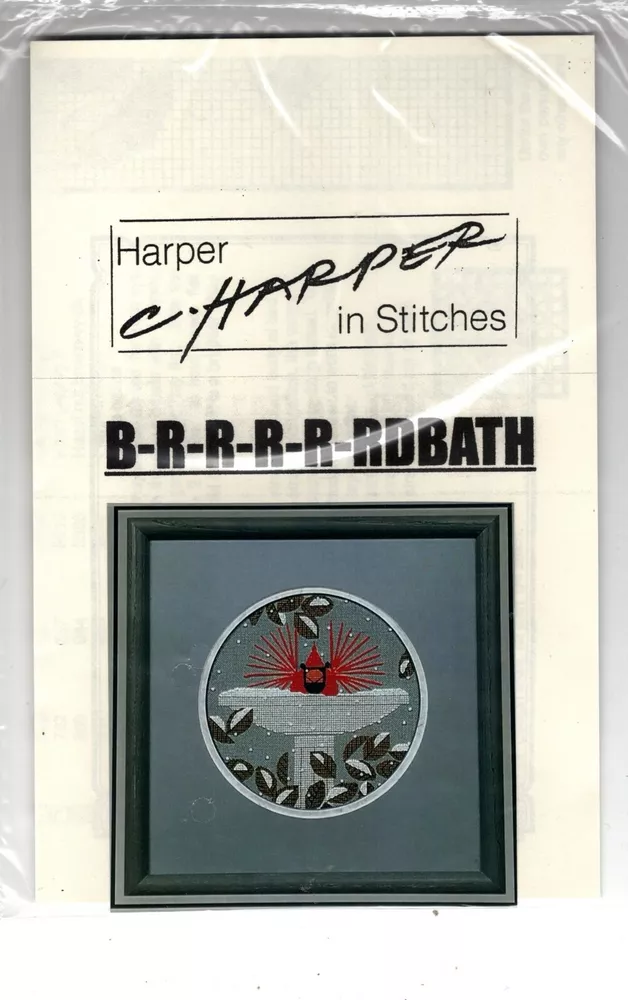 Harper
C. HARPER
in Stitches
B-R-R-R-R-RDBATH